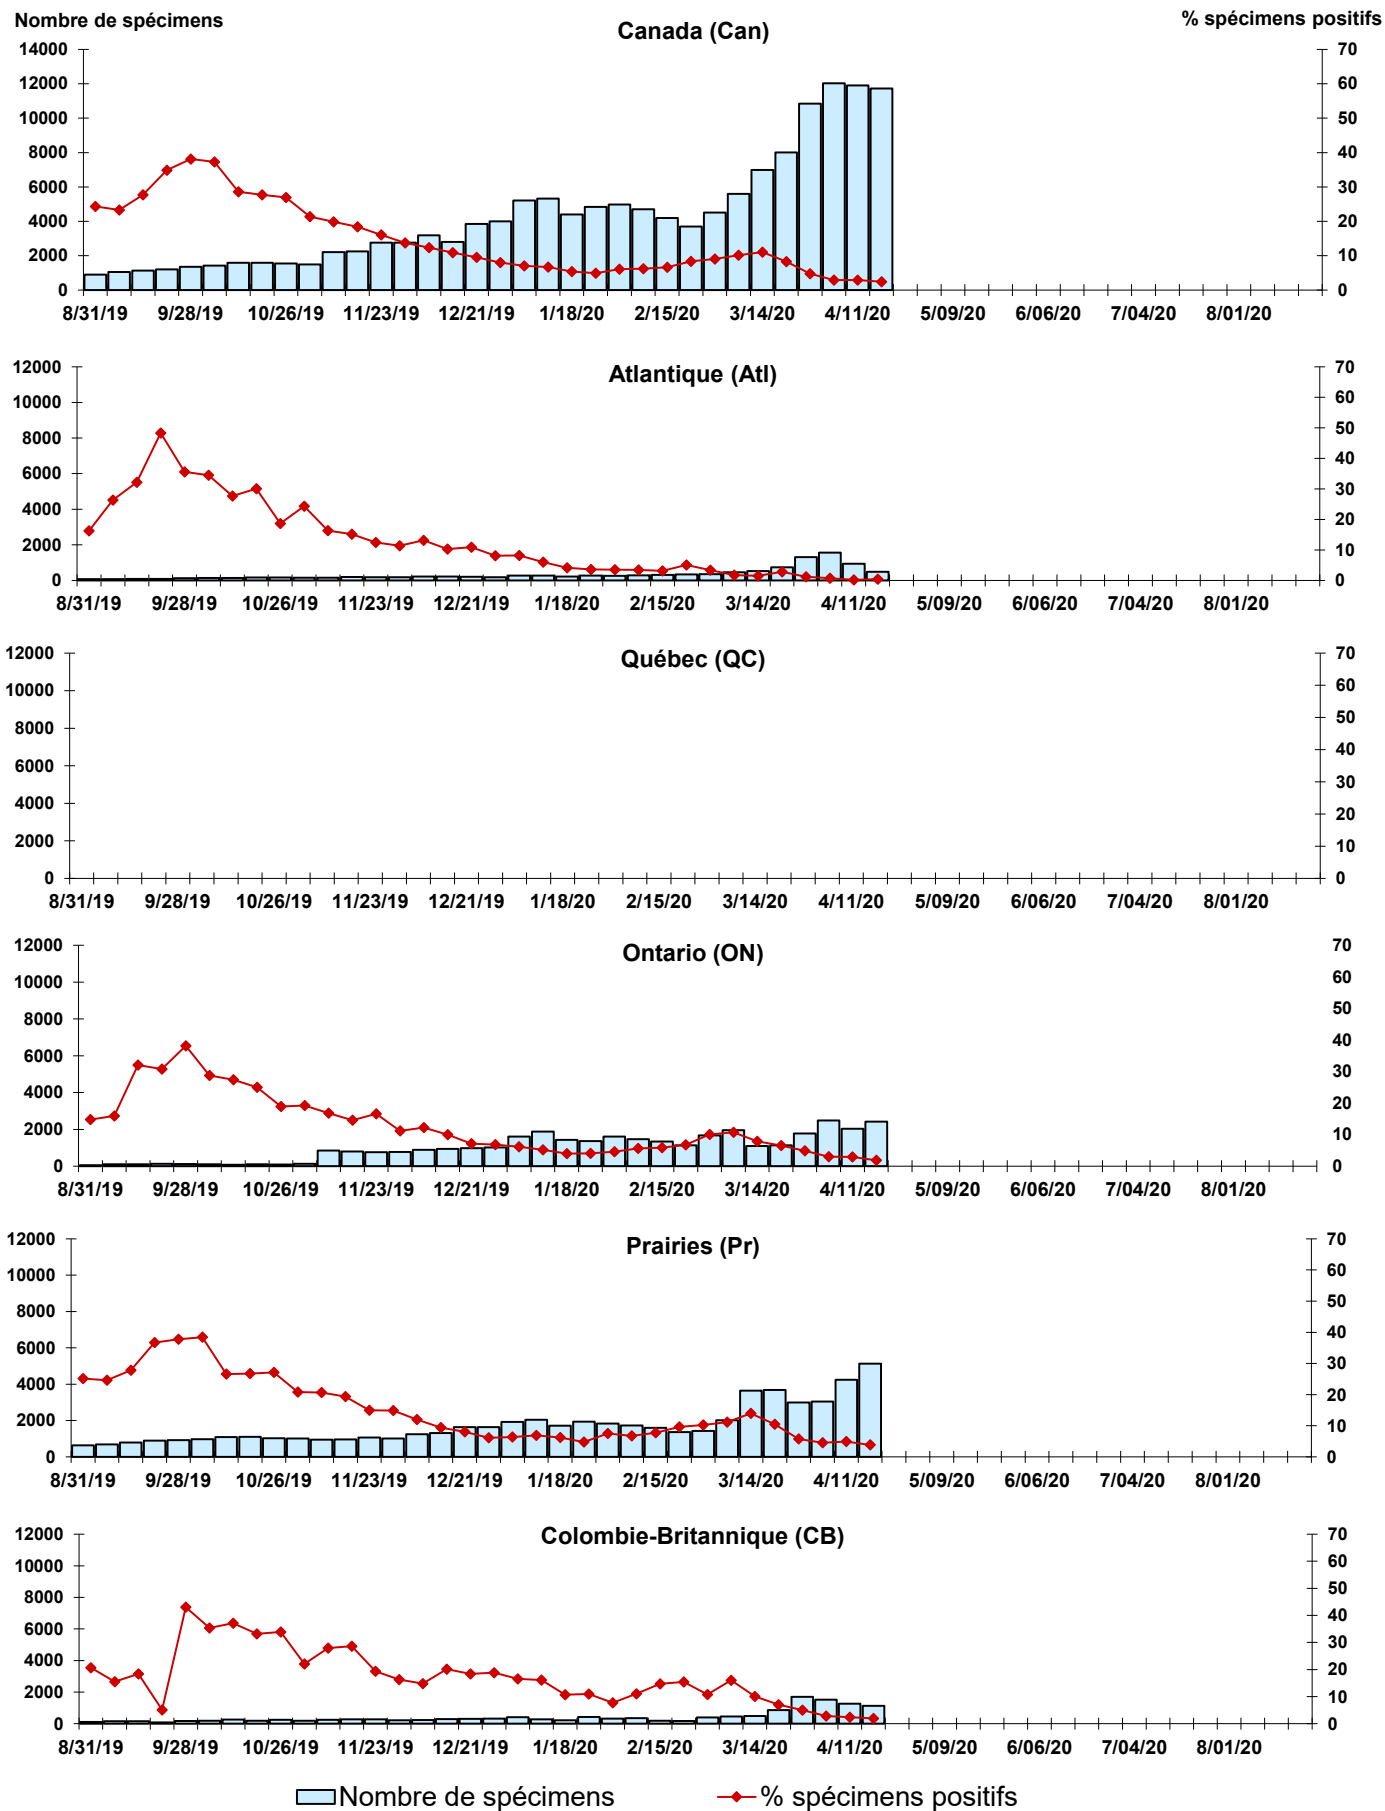 Nombre de spécimens
% spécimens positifs
Canada (Can)
14000 12000 10000 8000 6000 4000 2000 0
70 60 50 40 30 20 10 0
8/31/19 9/28/19 10/26/19 11/23/19 12/21/19 1/18/20 2/15/20 3/14/20 4/11/20 5/09/20 6/06/20 7/04/20 8/01/20
Atlantique (Atl)
12000 10000 8000 6000 4000 2000 0
70 60 50 40 30 20 10 0
8/31/19 9/28/19 10/26/19 11/23/19 12/21/19 1/18/20 2/15/20 3/14/20 4/11/20 5/09/20 6/06/20 7/04/20 8/01/20
Québec (QC)
12000 10000 8000 6000 4000 2000 0
70 60 50 40 30 20 10 0
8/31/19 9/28/19 10/26/19 11/23/19 12/21/19 1/18/20 2/15/20 3/14/20 4/11/20 5/09/20 6/06/20 7/04/20 8/01/20
Ontario (ON)
12000 10000 8000 6000 4000 2000 0
70 60 50 40 30 20 10 0
8/31/19 9/28/19 10/26/19 11/23/19 12/21/19 1/18/20 2/15/20 3/14/20 4/11/20 5/09/20 6/06/20 7/04/20 8/01/20
Prairies (Pr)
12000 10000 8000 6000 4000 2000 0
70 60 50 40 30 20 10 0
8/31/19 9/28/19 10/26/19 11/23/19 12/21/19 1/18/20 2/15/20 3/14/20 4/11/20 5/09/20 6/06/20 7/04/20 8/01/20
Colombie-Britannique (CB)
12000 10000 8000 6000 4000 2000 0
70 60 50 40 30 20 10 0
8/31/19 9/28/19 10/26/19 11/23/19 12/21/19 1/18/20 2/15/20 3/14/20 4/11/20 5/09/20 6/06/20 7/04/20 8/01/20
Nombre de spécimens
% spécimens positifs